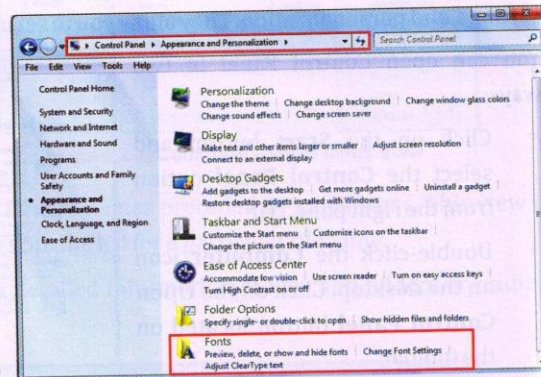 Control Panel ▸ Appearance and Personalization ▸
Search Control Panel
File Edit View Tools Help
Control Panel Home
System and Security
Network and Internet
Hardware and Sound
Programs
User Accounts and Family
Safety
Appearance and
Personalization
Clock, Language, and Region
Ease of Access
Personalization
Change the theme | Change desktop background | Change window glass colors
Change sound effects | Change screen saver
Display
Make text and other items larger or smaller | Adjust screen resolution
Connect to an external display
Desktop Gadgets
Add gadgets to the desktop | Get more gadgets online | Uninstall a gadget
Restore desktop gadgets installed with Windows
Taskbar and Start Menu
Customize the Start menu | Customize icons on the taskbar
Change the picture on the Start menu
Ease of Access Center
Accommodate low vision | Use screen reader | Turn on easy access keys
Turn High Contrast on or off
Folder Options
Specify single- or double-click to open | Show hidden files and folders
Fonts
Preview, delete, or show and hide fonts | Change Font Settings
Adjust ClearType text